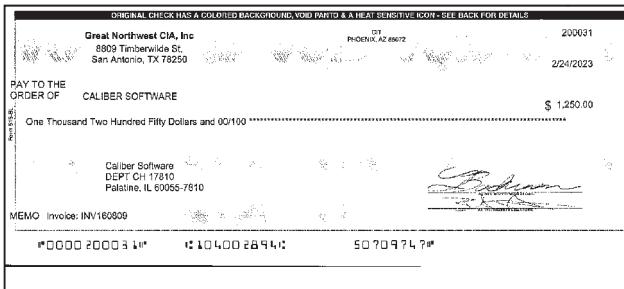 ORIGINAL CHECK HAS A COLORED BACKGROUND, VOID PANTO & A HEAT SENSITIVE ICON - SEE BACK FOR DETAILS
Great Northwest CIA, Inc
8809 Timberwilde St,
San Antonio, TX 78250
CIT
PHOENIX, AZ 85072
200031
2/24/2023
PAY TO THE
ORDER OF CALIBER SOFTWARE
$ 1,250.00
One Thousand Two Hundred Fifty Dollars and 00/100
Caliber Software
DEPT CH 17810
Palatine, IL 60055-7810
MEMO Invoice: INV160809
⑈0000200031⑈ ⑆104002894⑆ 50709747⑈